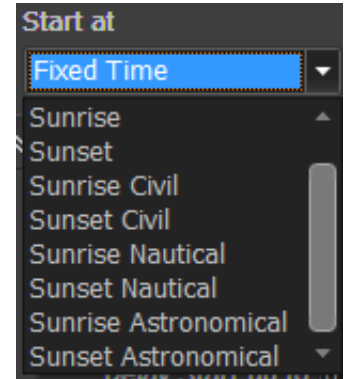 Start at
Fixed Time
Sunrise
Sunset
Sunrise Civil
Sunset Civil
Sunrise Nautical
Sunset Nautical
Sunrise Astronomical
Sunset Astronomical